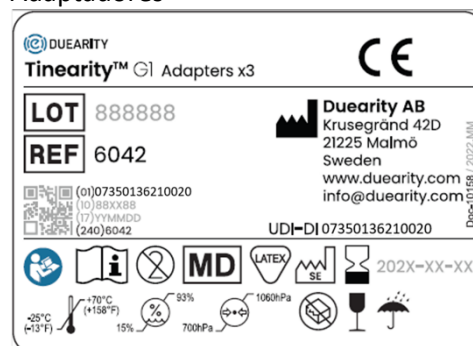 Adaptadores
DUEARITY
Tinearity™ G1 Adapters x3
CE
LOT 888888
REF 6042
Duearity AB
Krusegränd 42D
21225 Malmö
Sweden
www.duearity.com
info@duearity.com
Doc-10158 / 2022.MM
(01)07350136210020
(10)88XX88
(17)YYMMDD
(240)6042
UDI-DI 07350136210020
i
2
MD
LATEX
SE
202X-XX-XX
-25°C
(-13°F)
+70°C
(+158°F)
%
15%
93%
700hPa
1060hPa